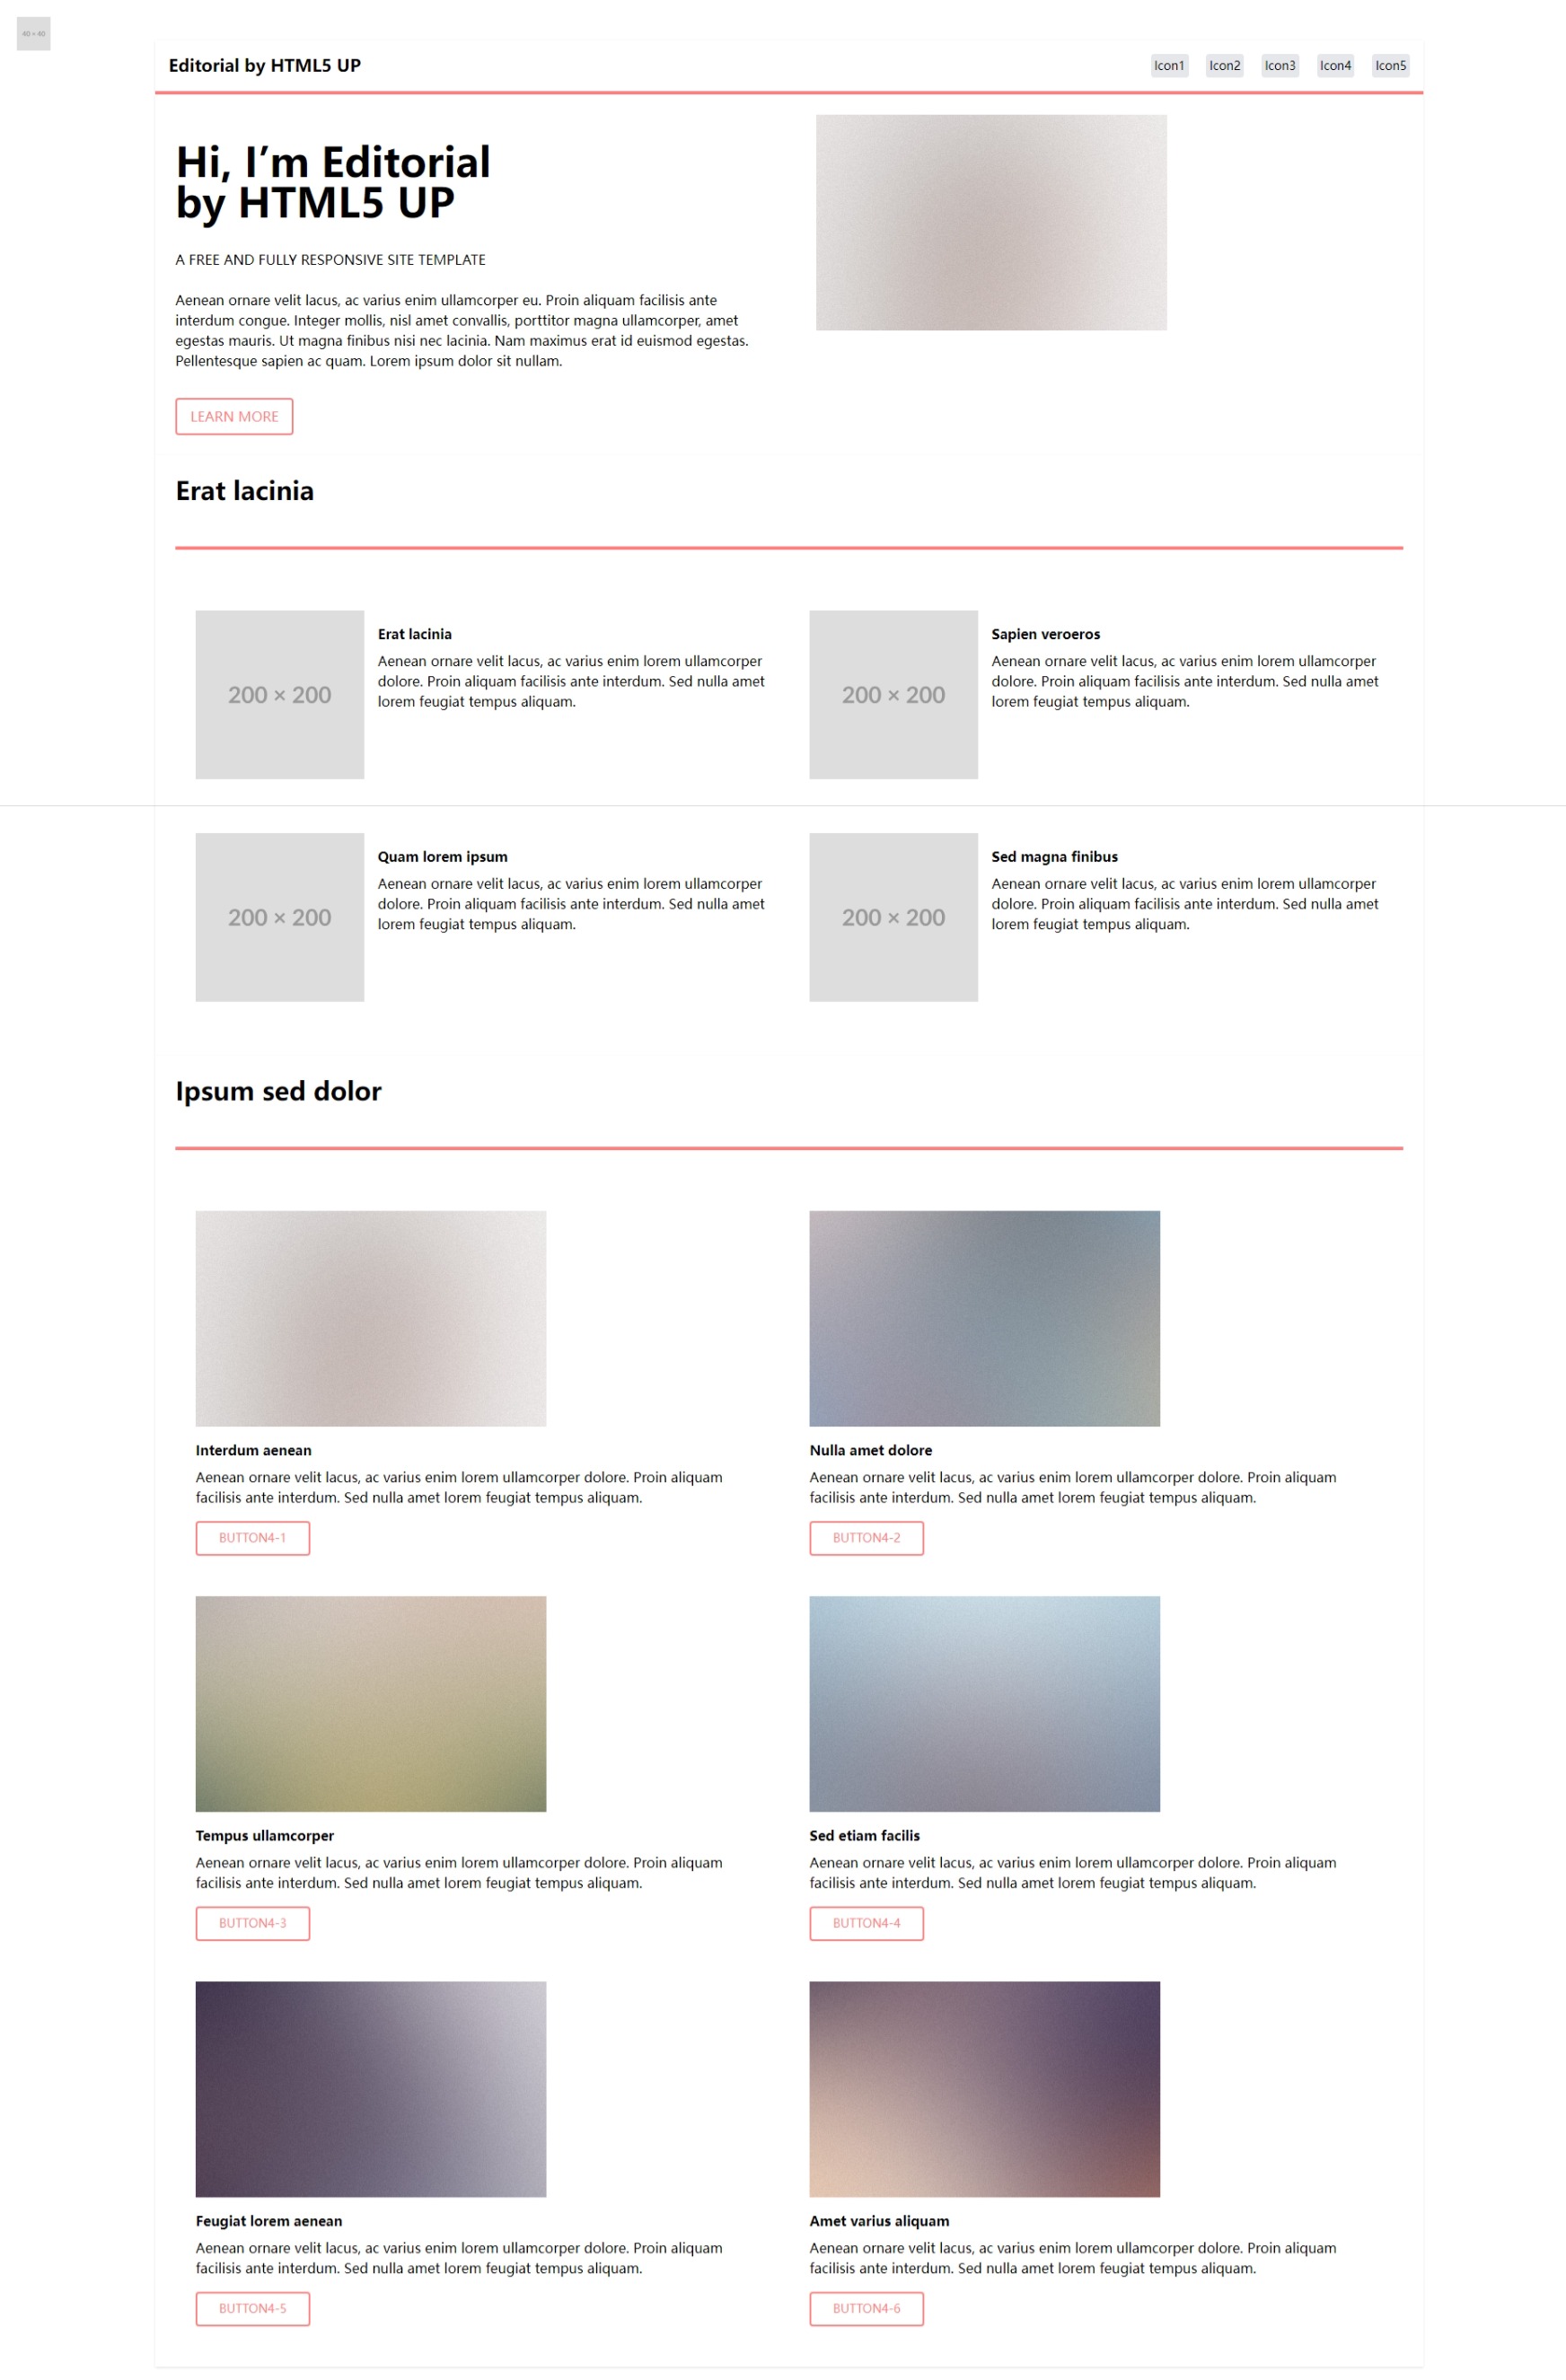 40 × 40
Editorial by HTML5 UP
Icon1 Icon2 Icon3 Icon4 Icon5
Hi, I’m Editorial
by HTML5 UP
A FREE AND FULLY RESPONSIVE SITE TEMPLATE
Aenean ornare velit lacus, ac varius enim ullamcorper eu. Proin aliquam facilisis ante
interdum congue. Integer mollis, nisl amet convallis, porttitor magna ullamcorper, amet
egestas mauris. Ut magna finibus nisi nec lacinia. Nam maximus erat id euismod egestas.
Pellentesque sapien ac quam. Lorem ipsum dolor sit nullam.
LEARN MORE
Erat lacinia
200 × 200
Erat lacinia
Aenean ornare velit lacus, ac varius enim lorem ullamcorper
dolore. Proin aliquam facilisis ante interdum. Sed nulla amet
lorem feugiat tempus aliquam.
200 × 200
Sapien veroeros
Aenean ornare velit lacus, ac varius enim lorem ullamcorper
dolore. Proin aliquam facilisis ante interdum. Sed nulla amet
lorem feugiat tempus aliquam.
200 × 200
Quam lorem ipsum
Aenean ornare velit lacus, ac varius enim lorem ullamcorper
dolore. Proin aliquam facilisis ante interdum. Sed nulla amet
lorem feugiat tempus aliquam.
200 × 200
Sed magna finibus
Aenean ornare velit lacus, ac varius enim lorem ullamcorper
dolore. Proin aliquam facilisis ante interdum. Sed nulla amet
lorem feugiat tempus aliquam.
Ipsum sed dolor
Interdum aenean
Aenean ornare velit lacus, ac varius enim lorem ullamcorper dolore. Proin aliquam
facilisis ante interdum. Sed nulla amet lorem feugiat tempus aliquam.
BUTTON4-1
Nulla amet dolore
Aenean ornare velit lacus, ac varius enim lorem ullamcorper dolore. Proin aliquam
facilisis ante interdum. Sed nulla amet lorem feugiat tempus aliquam.
BUTTON4-2
Tempus ullamcorper
Aenean ornare velit lacus, ac varius enim lorem ullamcorper dolore. Proin aliquam
facilisis ante interdum. Sed nulla amet lorem feugiat tempus aliquam.
BUTTON4-3
Sed etiam facilis
Aenean ornare velit lacus, ac varius enim lorem ullamcorper dolore. Proin aliquam
facilisis ante interdum. Sed nulla amet lorem feugiat tempus aliquam.
BUTTON4-4
Feugiat lorem aenean
Aenean ornare velit lacus, ac varius enim lorem ullamcorper dolore. Proin aliquam
facilisis ante interdum. Sed nulla amet lorem feugiat tempus aliquam.
BUTTON4-5
Amet varius aliquam
Aenean ornare velit lacus, ac varius enim lorem ullamcorper dolore. Proin aliquam
facilisis ante interdum. Sed nulla amet lorem feugiat tempus aliquam.
BUTTON4-6